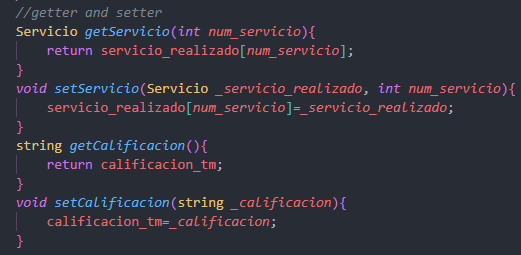 //getter and setter
Servicio getServicio(int num_servicio){
    return servicio_realizado[num_servicio];
}
void setServicio(Servicio _servicio_realizado, int num_servicio){
    servicio_realizado[num_servicio]=_servicio_realizado;
}
string getCalificacion(){
    return calificacion_tm;
}
void setCalificacion(string _calificacion){
    calificacion_tm=_calificacion;
}